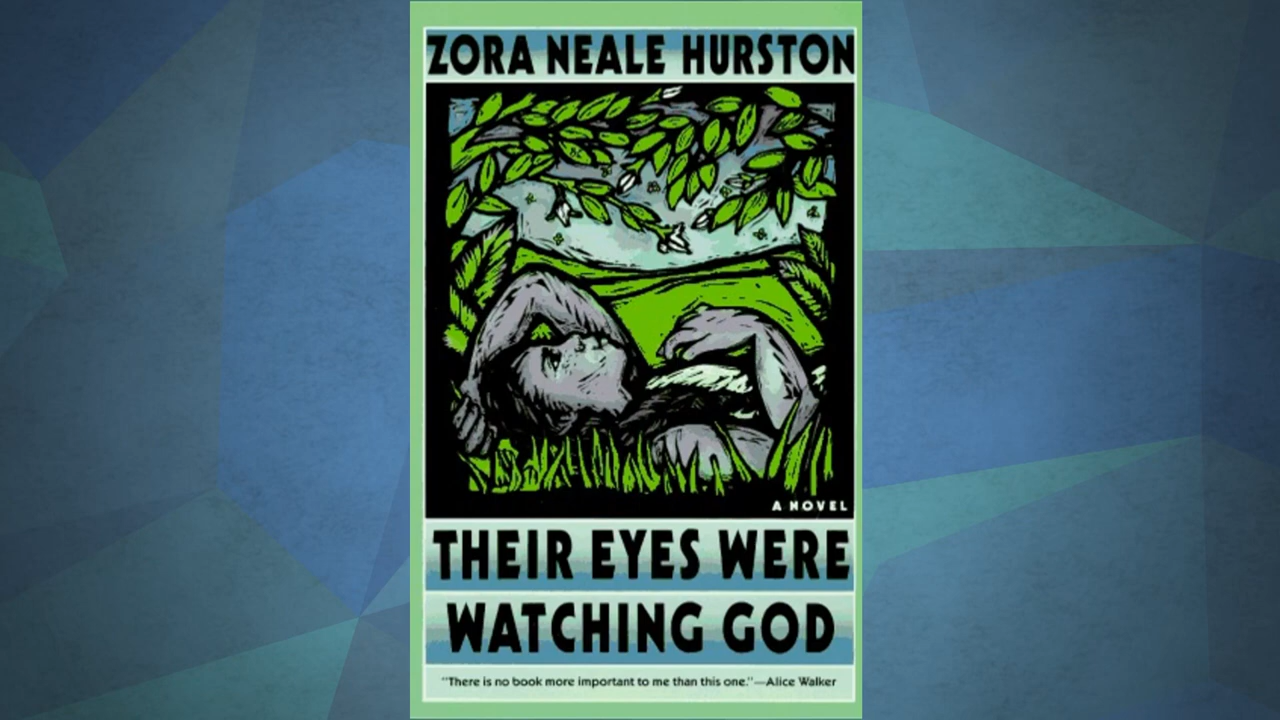 ZORA NEALE HURSTON
A NOVEL
THEIR EYES WERE
WATCHING GOD
"There is no book more important to me than this one."—Alice Walker